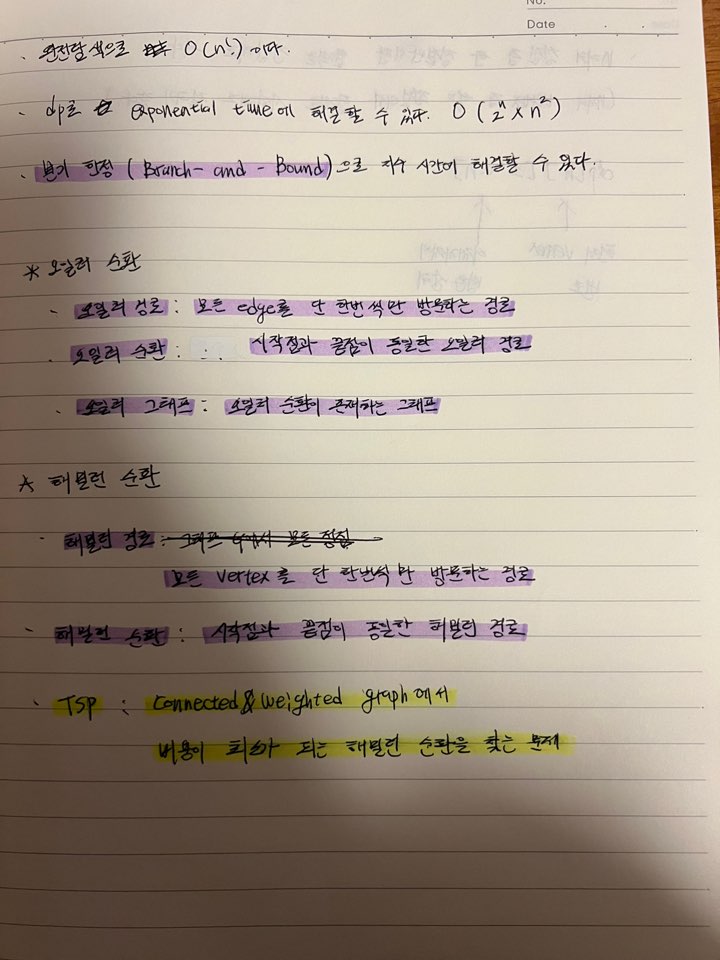 No.
Date . .
· 완전탐색으로 O(n!) 이다.
· dp로 exponential time에 해결할 수 있다. O(2ⁿ × n²)
· 분기 한정 (Branch - and - Bound)으로 지수 시간에 해결할 수 있다.
* 오일러 순환
· 오일러 경로 : 모든 edge를 단 한번씩만 방문하는 경로
· 오일러 순환 : 시작점과 끝점이 동일한 오일러 경로
· 오일러 그래프 : 오일러 순환이 존재하는 그래프
* 해밀턴 순환
· 해밀턴 경로 : 그래프 모든 정점
모든 vertex를 단 한번씩만 방문하는 경로
· 해밀턴 순환 : 시작점과 끝점이 동일한 해밀턴 경로
· TSP : Connected & weighted graph에서
비용이 최소가 되는 해밀턴 순환을 찾는 문제